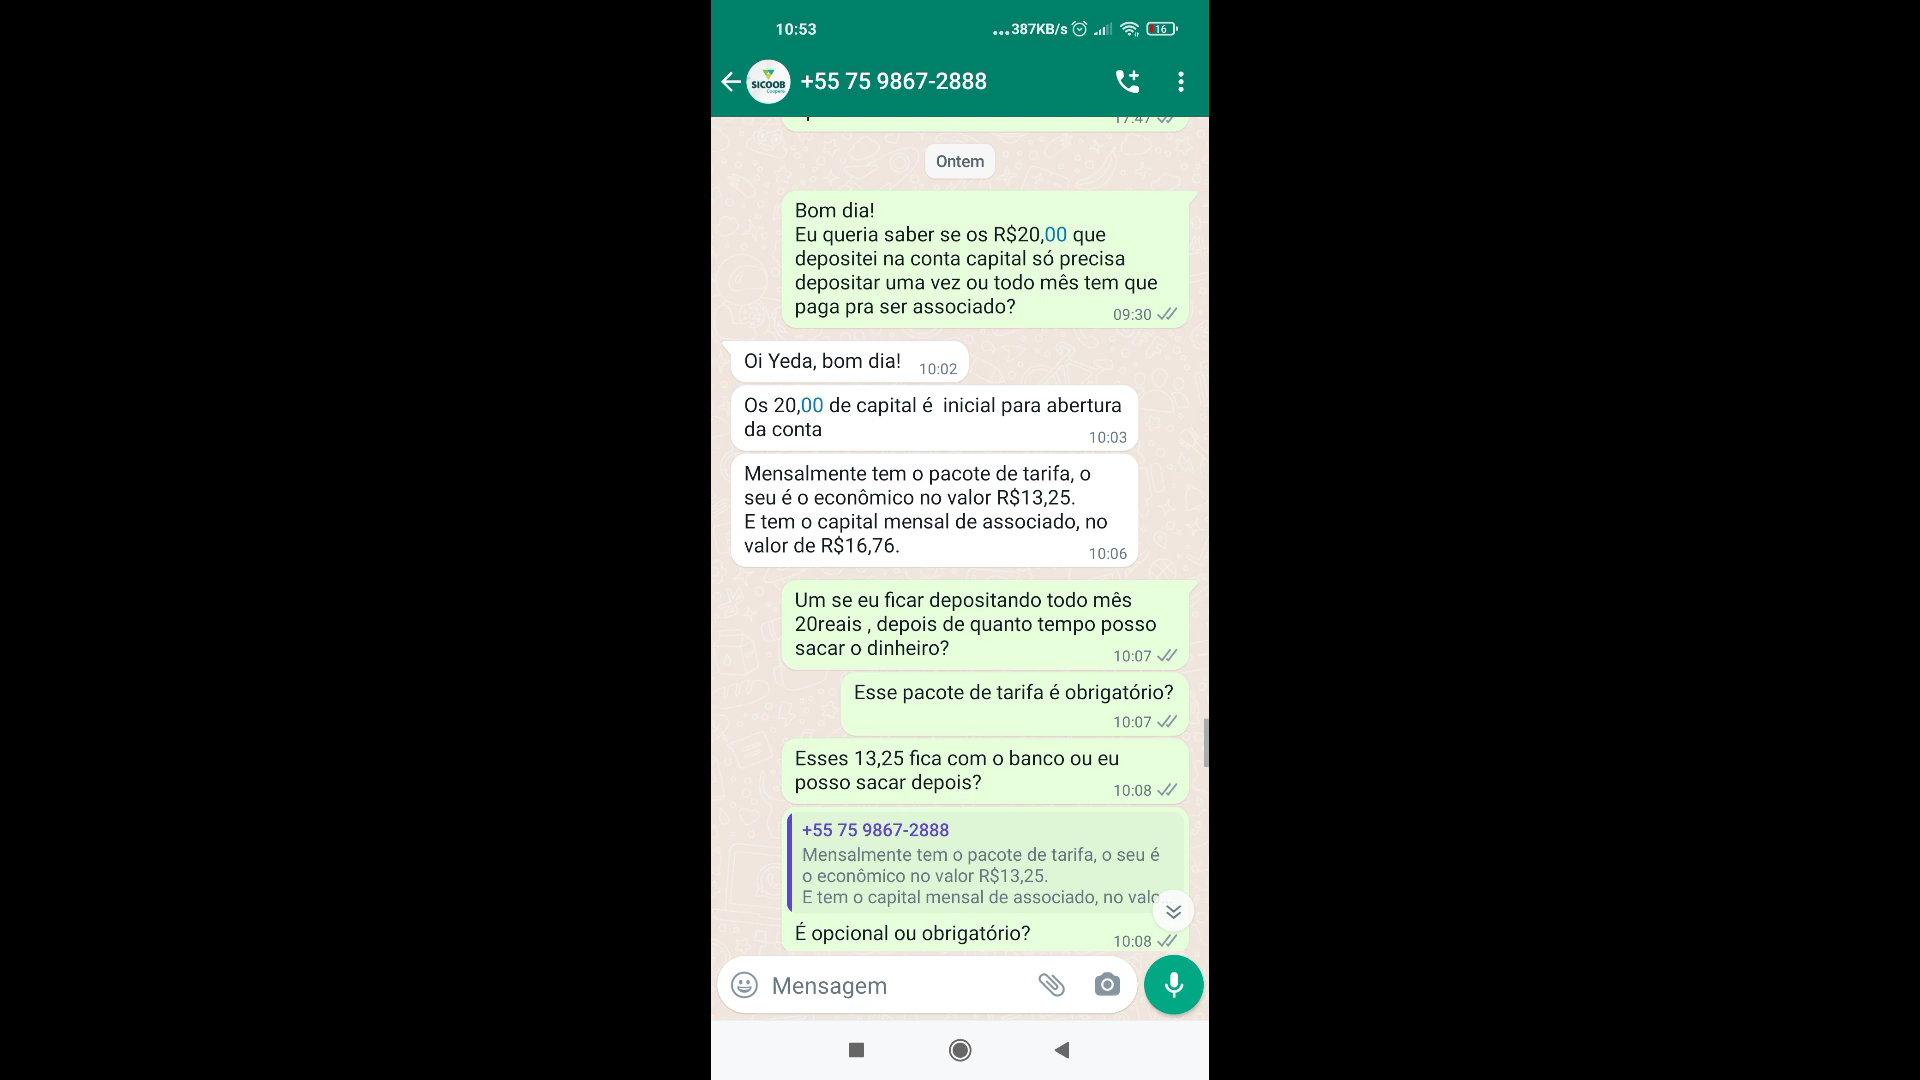 10:53
...387KB/s
16
SICOOB
+55 75 9867-2888
17:47
Ontem
Bom dia!
Eu queria saber se os R$20,00 que
depositei na conta capital só precisa
depositar uma vez ou todo mês tem que
paga pra ser associado?
09:30
Oi Yeda, bom dia!
10:02
Os 20,00 de capital é  inicial para abertura
da conta
10:03
Mensalmente tem o pacote de tarifa, o
seu é o econômico no valor R$13,25.
E tem o capital mensal de associado, no
valor de R$16,76.
10:06
Um se eu ficar depositando todo mês
20reais , depois de quanto tempo posso
sacar o dinheiro?
10:07
Esse pacote de tarifa é obrigatório?
10:07
Esses 13,25 fica com o banco ou eu
posso sacar depois?
10:08
+55 75 9867-2888
Mensalmente tem o pacote de tarifa, o seu é
o econômico no valor R$13,25.
E tem o capital mensal de associado, no valo
É opcional ou obrigatório?
10:08
Mensagem